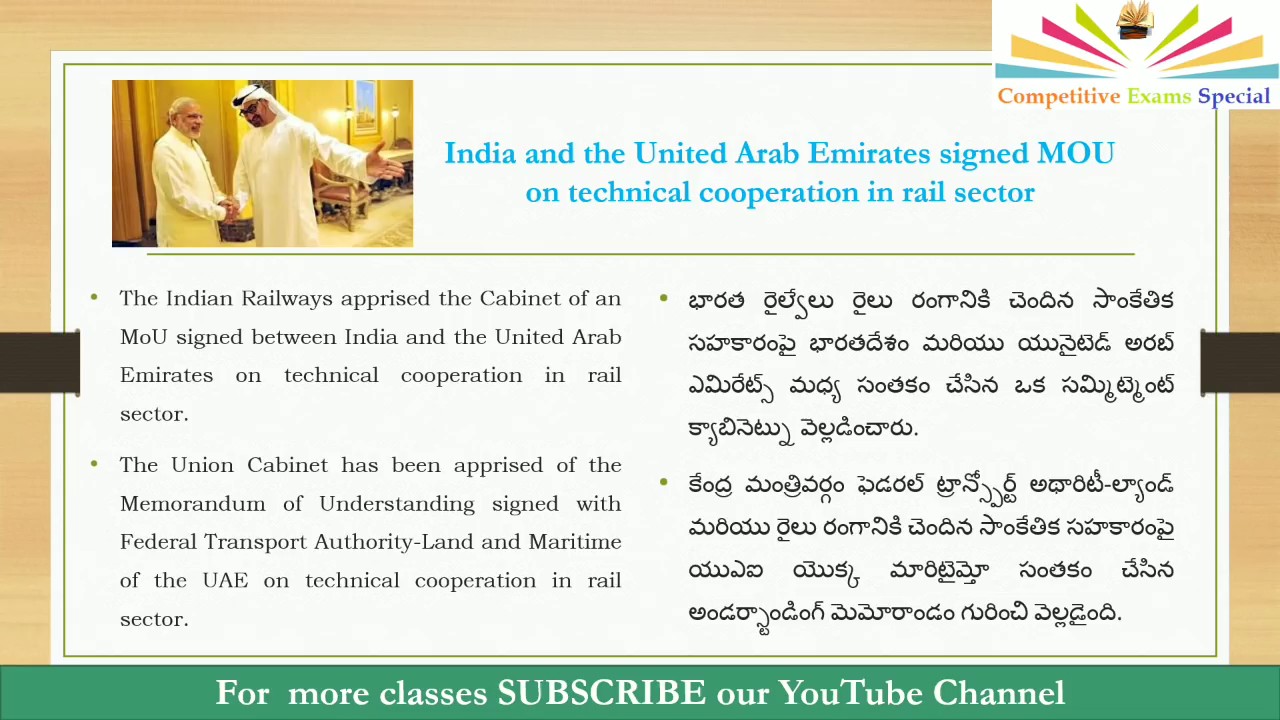 Competitive Exams Special
India and the United Arab Emirates signed MOU
on technical cooperation in rail sector
• The Indian Railways apprised the Cabinet of an
MoU signed between India and the United Arab
Emirates on technical cooperation in rail
sector.
• The Union Cabinet has been apprised of the
Memorandum of Understanding signed with
Federal Transport Authority-Land and Maritime
of the UAE on technical cooperation in rail
sector.
• భారత రైల్వేలు రైలు రంగానికి చెందిన సాంకేతిక
సహకారంపై భారతదేశం మరియు యునైటెడ్ అరబ్
ఎమిరేట్స్ మధ్య సంతకం చేసిన ఒక సమ్మిట్మెంట్
క్యాబినెట్ను వెల్లడించారు.
• కేంద్ర మంత్రివర్గం ఫెడరల్ ట్రాన్స్పోర్ట్ అథారిటీ-ల్యాండ్
మరియు రైలు రంగానికి చెందిన సాంకేతిక సహకారంపై
యుఎఐ యొక్క మారిటైమ్తో సంతకం చేసిన
అండర్స్టాండింగ్ మెమోరాండం గురించి వెల్లడైంది.
For more classes SUBSCRIBE our YouTube Channel